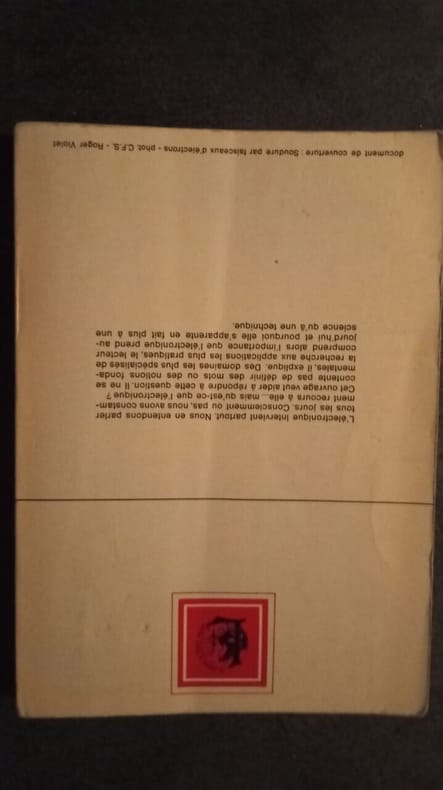 L'électronique intervient partout. Nous en entendons parler
tous les jours. Consciemment ou pas, nous avons constam-
ment recours à elle... mais qu'est-ce que l'électronique ?
Cet ouvrage veut aider à répondre à cette question. Il ne se
contente pas de définir des mots ou des notions fonda-
mentales, il explique. Des domaines les plus spécialisés de
la recherche aux applications les plus pratiques, le lecteur
comprend alors l'importance que l'électronique prend au-
jourd'hui et pourquoi elle s'apparente en fait plus à une
science qu'à une technique.
document de couverture : Soudure par faisceaux d'électrons - phot. C.F.S. - Roger Violet